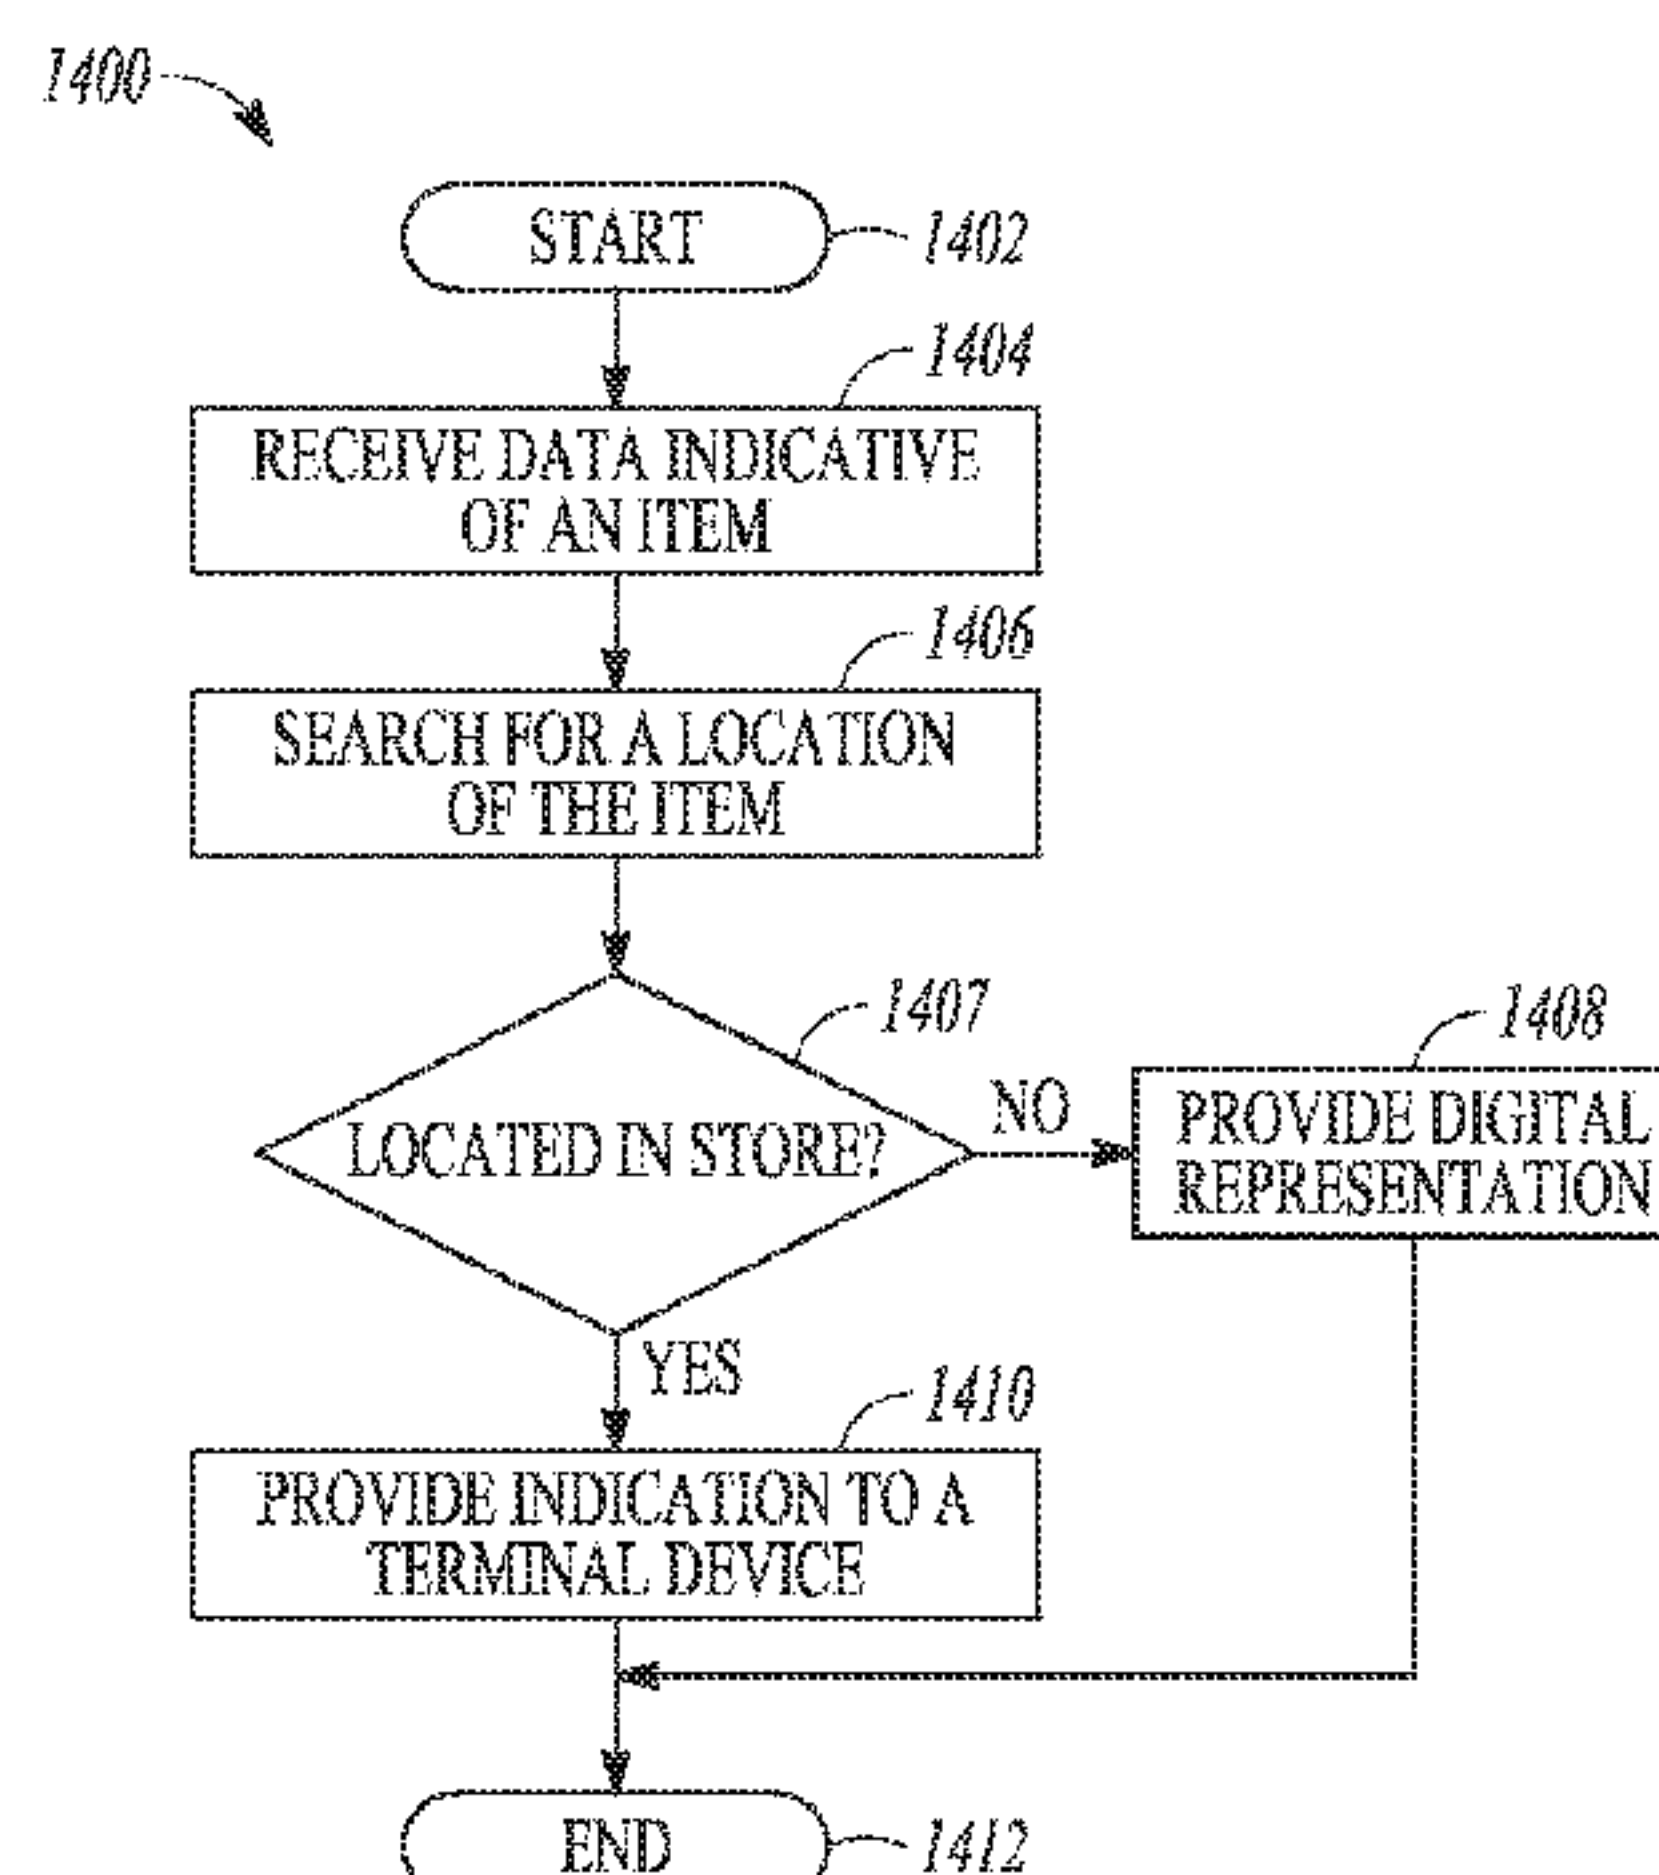 1400
START
1402
1404
RECEIVE DATA INDICATIVE
OF AN ITEM
1406
SEARCH FOR A LOCATION
OF THE ITEM
1407
LOCATED IN STORE?
NO
1408
PROVIDE DIGITAL
REPRESENTATION
YES
1410
PROVIDE INDICATION TO A
TERMINAL DEVICE
END
1412